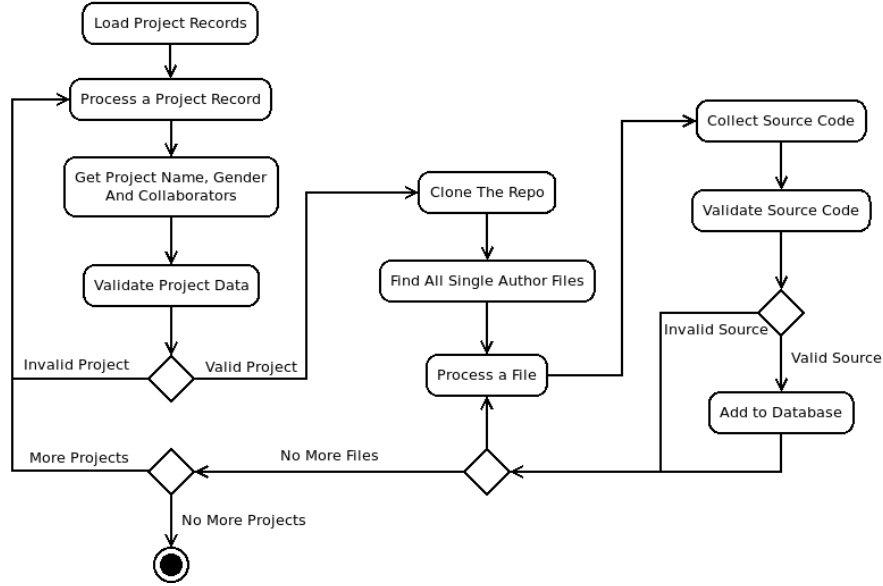 Load Project Records
Process a Project Record
Get Project Name, Gender
And Collaborators
Validate Project Data
Invalid Project
Valid Project
Clone The Repo
Find All Single Author Files
Process a File
Collect Source Code
Validate Source Code
Invalid Source
Valid Source
Add to Database
No More Files
More Projects
No More Projects